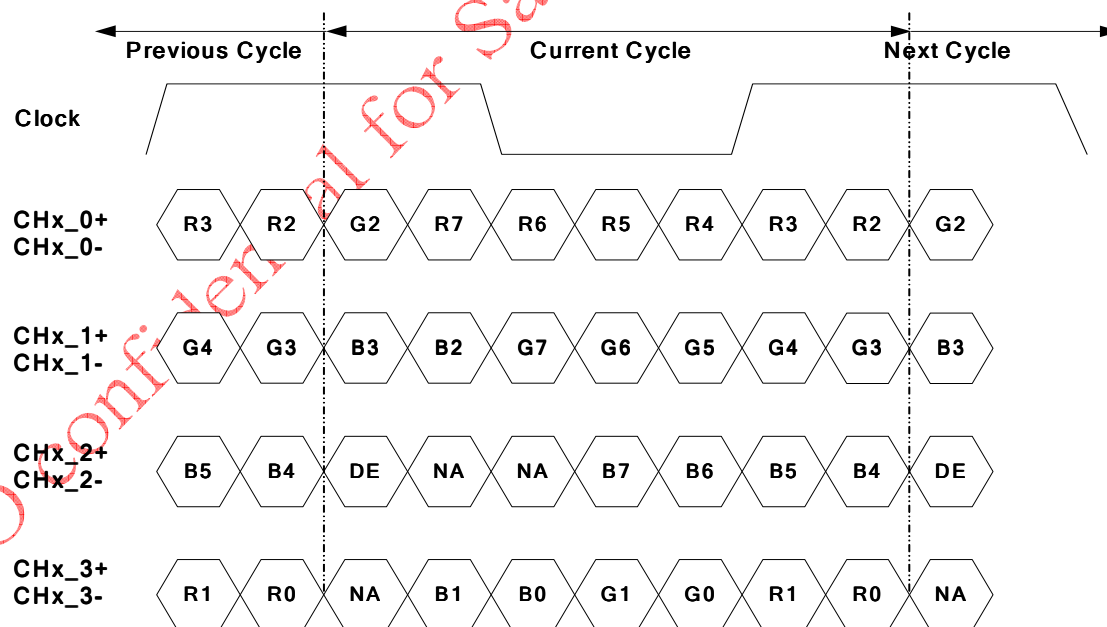 Previous Cycle Current Cycle Next Cycle
Clock
CHx_0+
CHx_0-
R3 R2 G2 R7 R6 R5 R4 R3 R2 G2
CHx_1+
CHx_1-
G4 G3 B3 B2 G7 G6 G5 G4 G3 B3
CHx_2+
CHx_2-
B5 B4 DE NA NA B7 B6 B5 B4 DE
CHx_3+
CHx_3-
R1 R0 NA B1 B0 G1 G0 R1 R0 NA